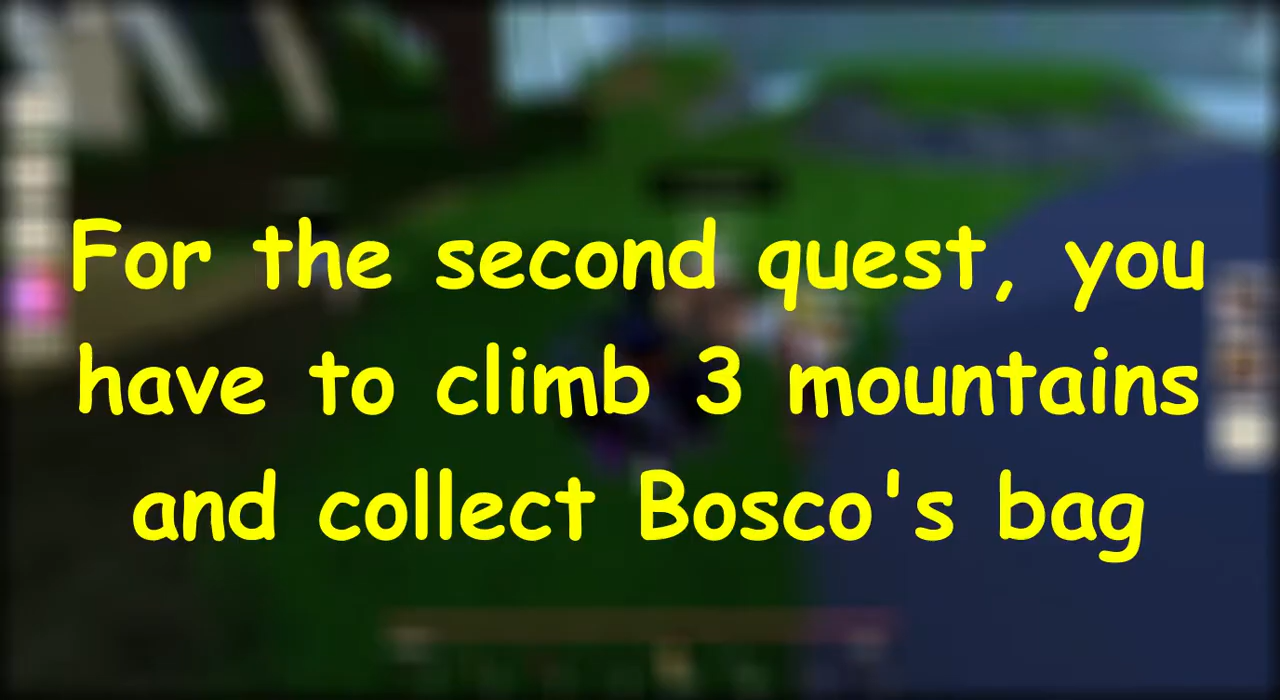 For the second quest, you
have to climb 3 mountains
and collect Bosco's bag